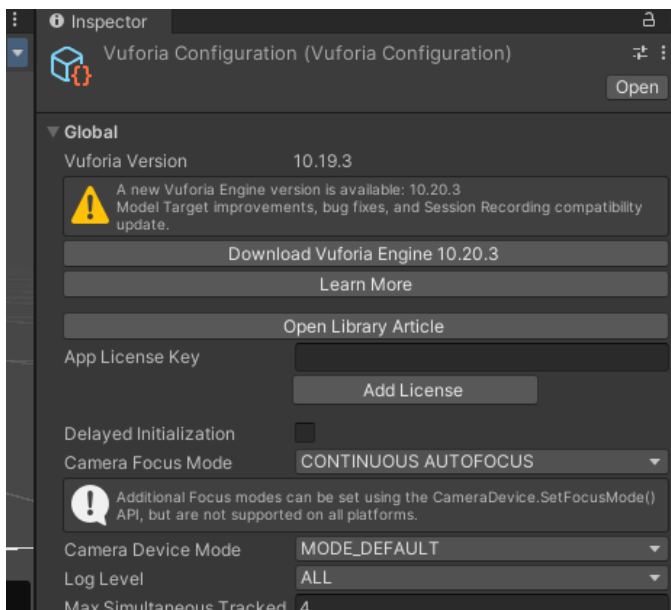 Inspector
Vuforia Configuration (Vuforia Configuration)
Open
Global
Vuforia Version 10.19.3
A new Vuforia Engine version is available: 10.20.3
Model Target improvements, bug fixes, and Session Recording compatibility
update.
Download Vuforia Engine 10.20.3
Learn More
Open Library Article
App License Key
Add License
Delayed Initialization
Camera Focus Mode CONTINUOUS AUTOFOCUS
Additional Focus modes can be set using the CameraDevice.SetFocusMode()
API, but are not supported on all platforms.
Camera Device Mode MODE_DEFAULT
Log Level ALL
Max Simultaneous Tracked 4